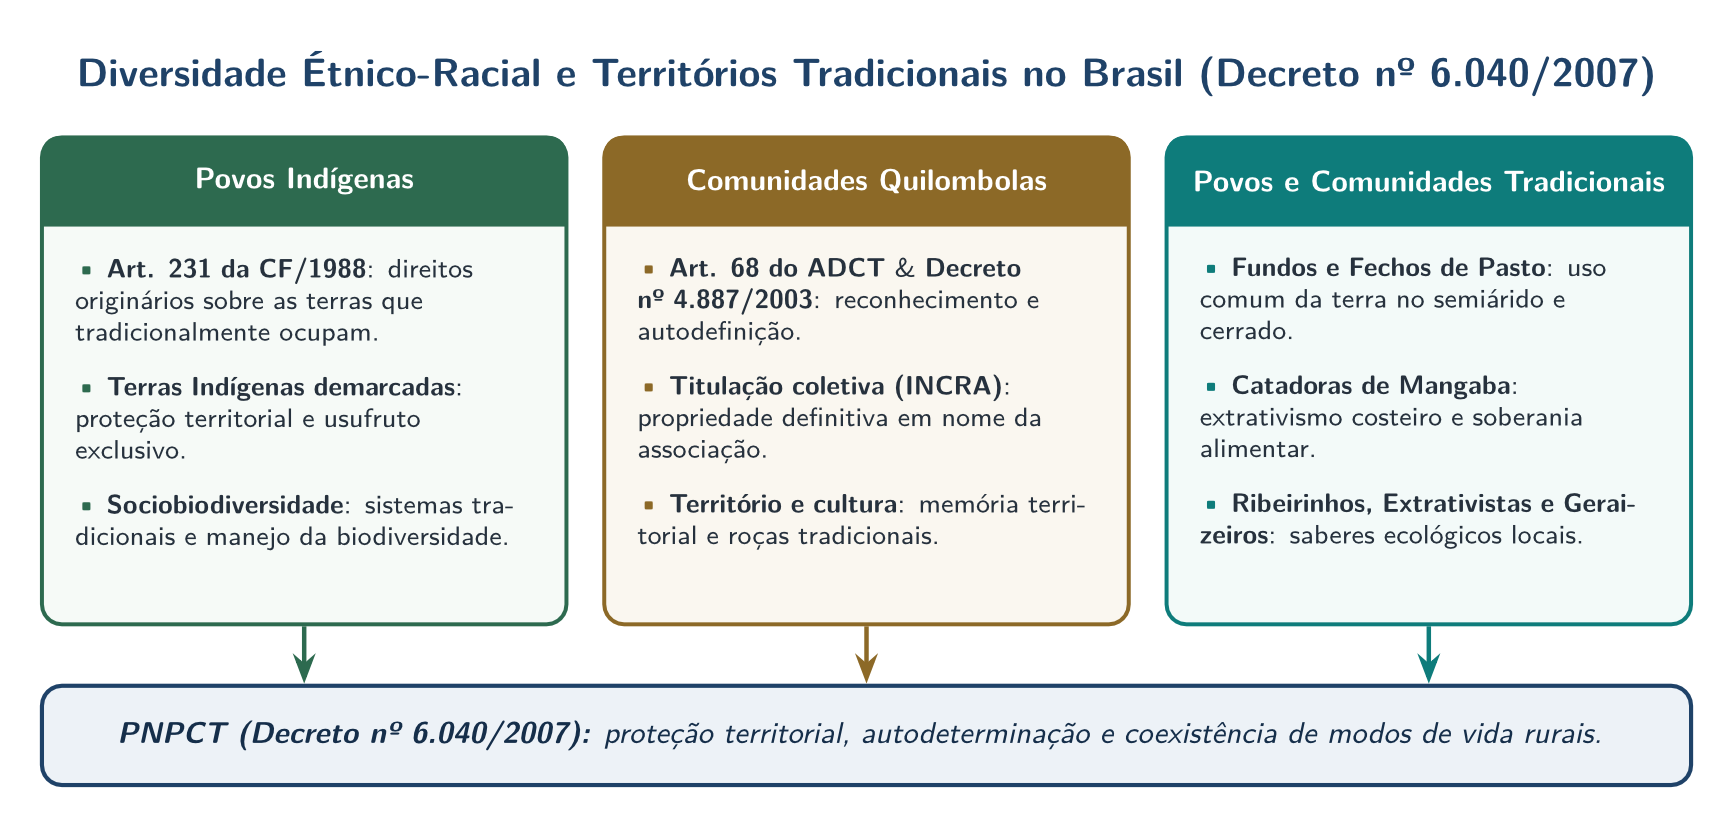 Diversidade Étnico-Racial e Territórios Tradicionais no Brasil (Decreto nº 6.040/2007)
Povos Indígenas
▪ Art. 231 da CF/1988: direitos
originários sobre as terras que
tradicionalmente ocupam.
▪ Terras Indígenas demarcadas:
proteção territorial e usufruto
exclusivo.
▪ Sociobiodiversidade: sistemas tra-
dicionais e manejo da biodiversidade.
Comunidades Quilombolas
▪ Art. 68 do ADCT & Decreto
nº 4.887/2003: reconhecimento e
autodefinição.
▪ Titulação coletiva (INCRA):
propriedade definitiva em nome da
associação.
▪ Território e cultura: memória terri-
torial e roças tradicionais.
Povos e Comunidades Tradicionais
▪ Fundos e Fechos de Pasto: uso
comum da terra no semiárido e
cerrado.
▪ Catadoras de Mangaba:
extrativismo costeiro e soberania
alimentar.
▪ Ribeirinhos, Extrativistas e Gerai-
zeiros: saberes ecológicos locais.
PNPCT (Decreto nº 6.040/2007): proteção territorial, autodeterminação e coexistência de modos de vida rurais.